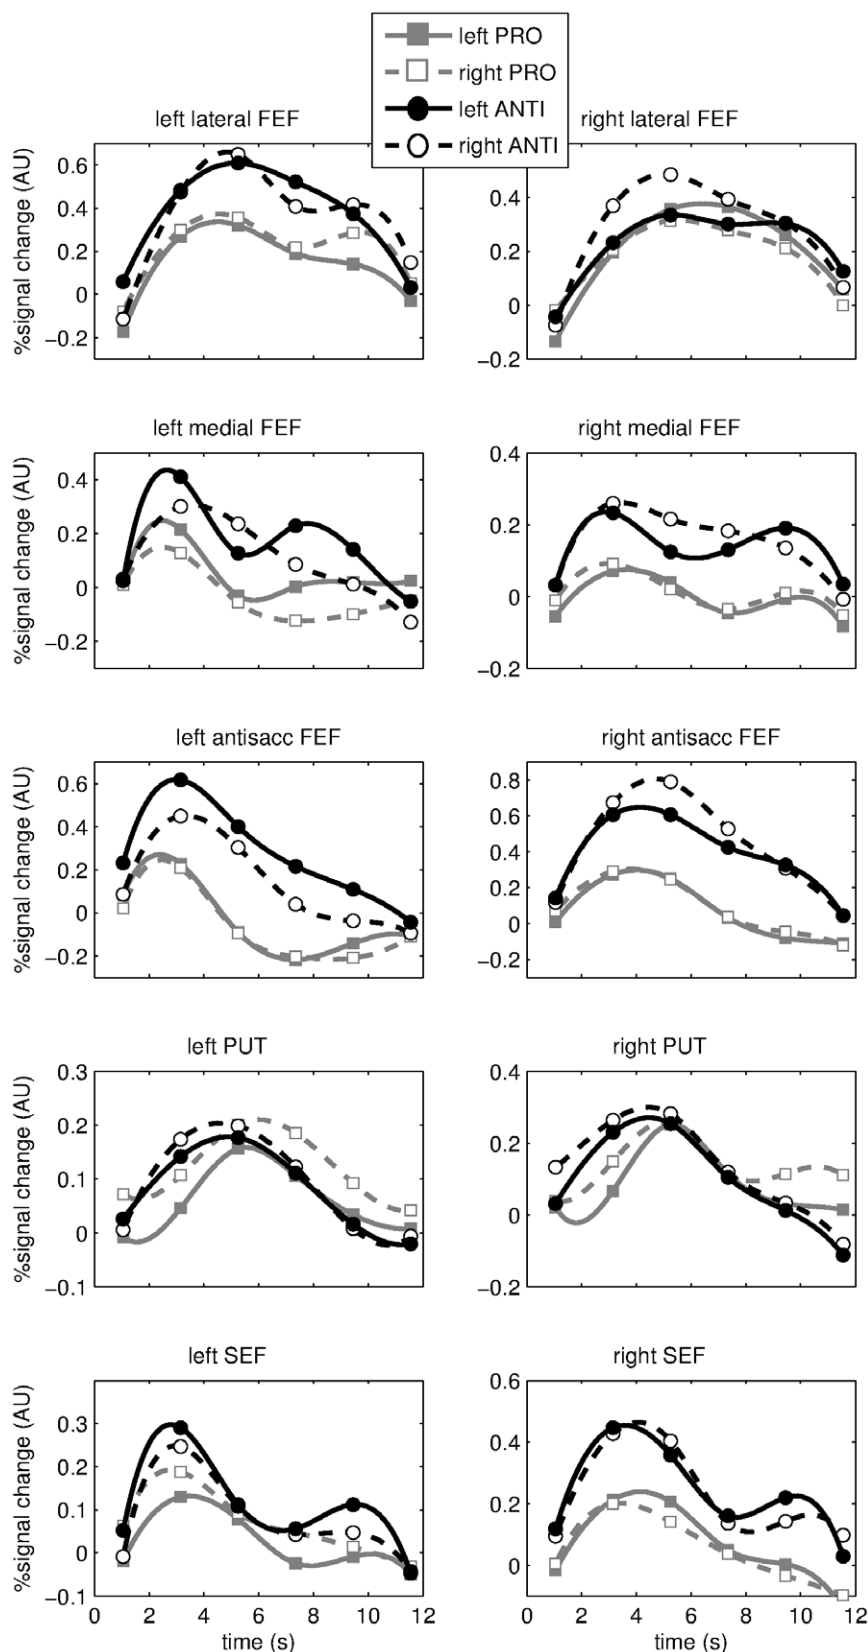 left PRO
right PRO
left ANTI
right ANTI
left lateral FEF
right lateral FEF
%signal change (AU)
0.6
0.4
0.2
0
−0.2
0.4
0.2
0
−0.2
left medial FEF
right medial FEF
%signal change (AU)
0.4
0.2
0
−0.2
0.4
0.2
0
−0.2
left antisacc FEF
right antisacc FEF
%signal change (AU)
0.6
0.4
0.2
0
−0.2
0.8
0.6
0.4
0.2
0
−0.2
left PUT
right PUT
%signal change (AU)
0.3
0.2
0.1
0
−0.1
0.4
0.2
0
−0.2
left SEF
right SEF
%signal change (AU)
0.3
0.2
0.1
0
−0.1
0.6
0.4
0.2
0
0 2 4 6 8 10 12
0 2 4 6 8 10 12
time (s)
time (s)